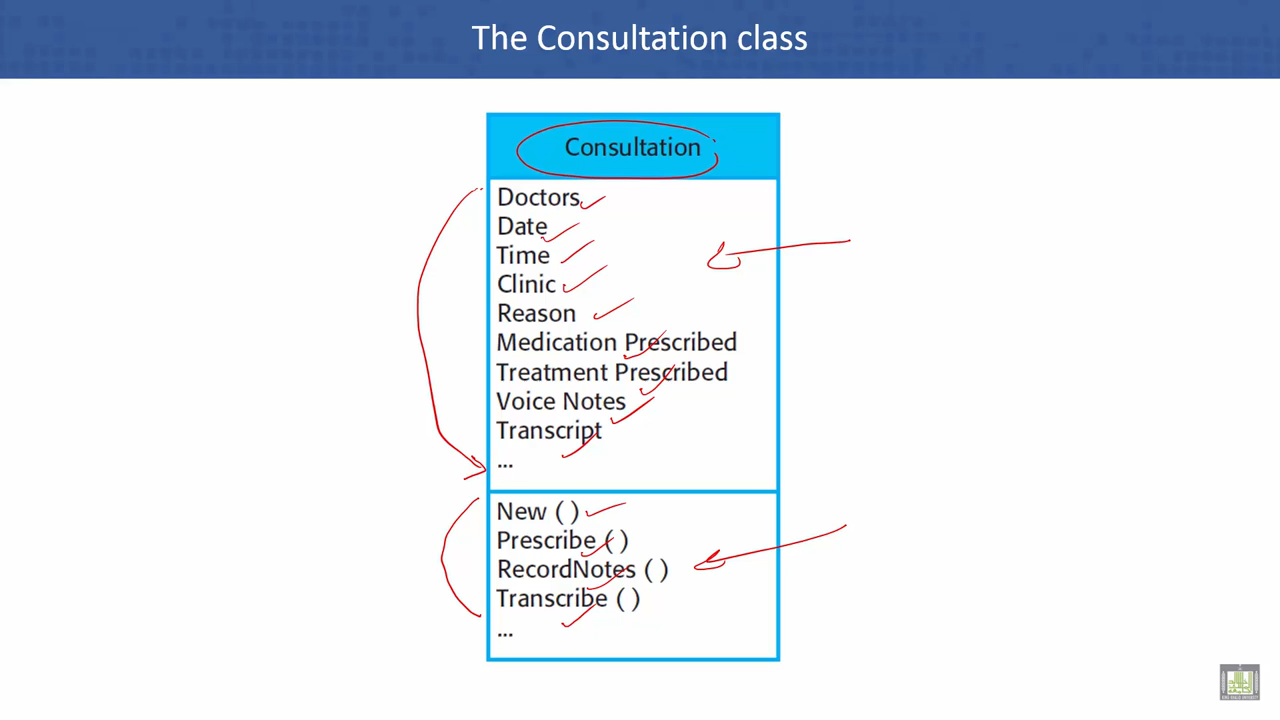 The Consultation class
Consultation
Doctors
Date
Time
Clinic
Reason
Medication Prescribed
Treatment Prescribed
Voice Notes
Transcript
...
New ( )
Prescribe ( )
RecordNotes ( )
Transcribe ( )
...